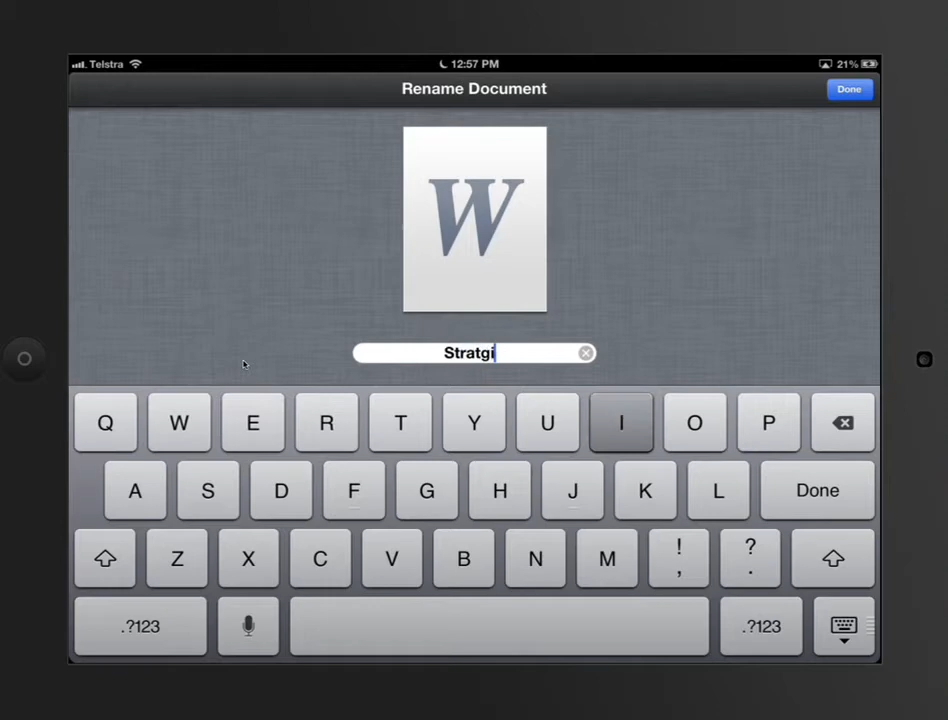 Telstra 12:57 PM 21%
Rename Document Done
W
Stratgi
Q W E R T Y U I O P
A S D F G H J K L Done
Z X C V B N M ! , ? .
.?123 .?123